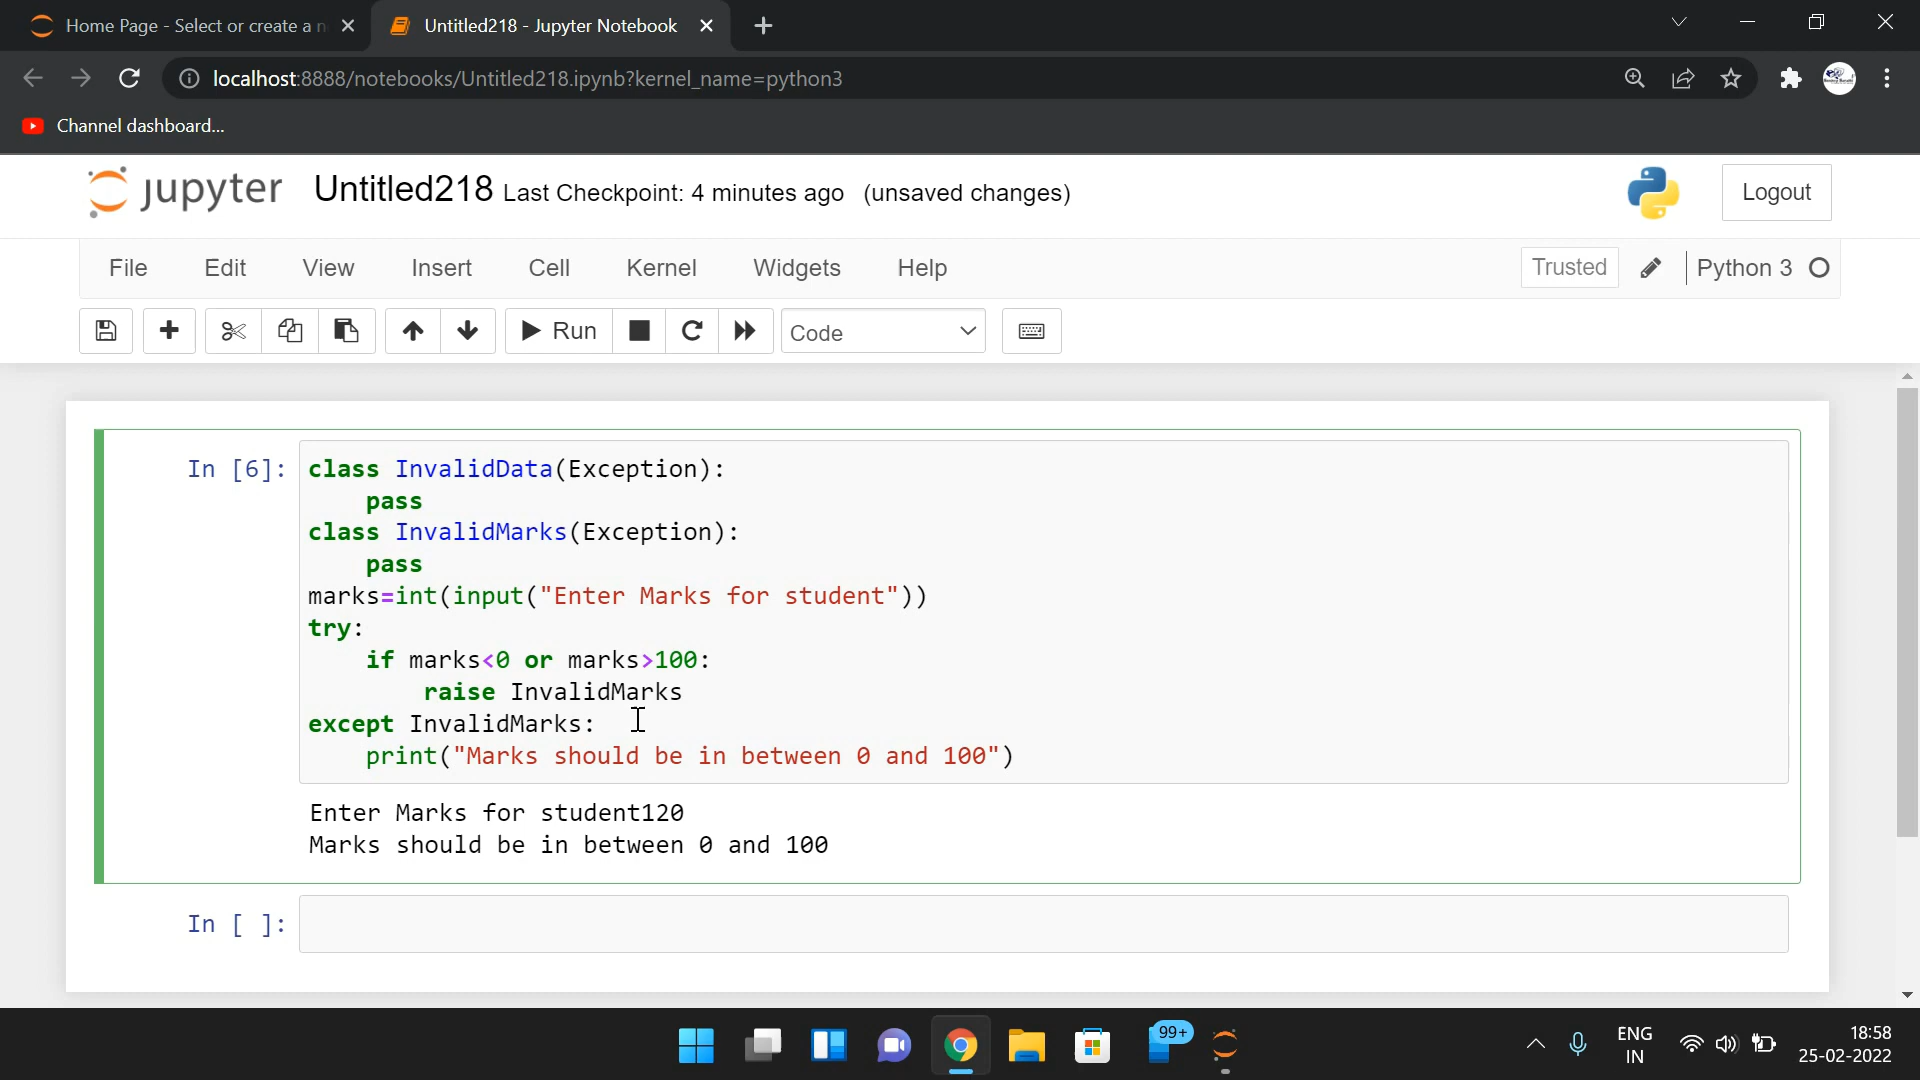 Home Page - Select or create a n
Untitled218 - Jupyter Notebook
localhost:8888/notebooks/Untitled218.ipynb?kernel_name=python3
Channel dashboard...
jupyter Untitled218 Last Checkpoint: 4 minutes ago (unsaved changes)
Logout
File Edit View Insert Cell Kernel Widgets Help
Trusted Python 3
Run Code
In [6]:
class InvalidData(Exception):
    pass
class InvalidMarks(Exception):
    pass
marks=int(input("Enter Marks for student"))
try:
    if marks<0 or marks>100:
        raise InvalidMarks
except InvalidMarks:
    print("Marks should be in between 0 and 100")
Enter Marks for student120
Marks should be in between 0 and 100
In [ ]:
99+
ENG
IN
18:58
25-02-2022